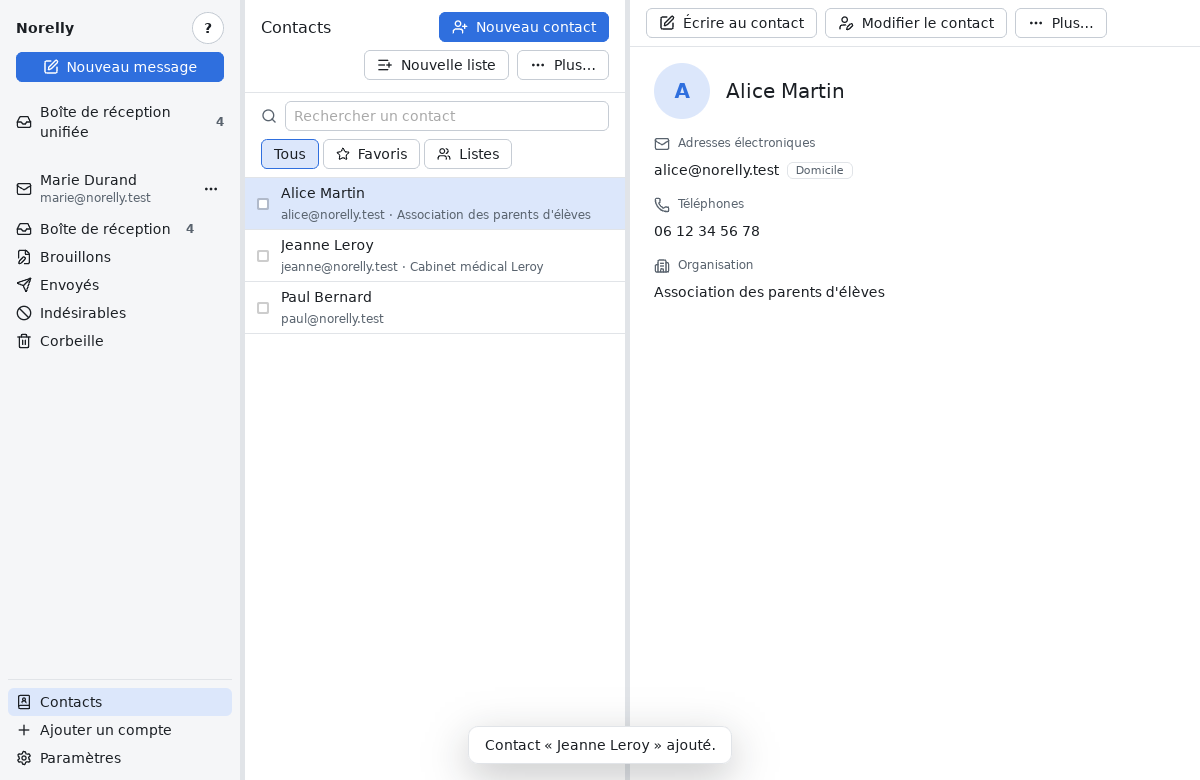 Norelly
?
Nouveau message
Boîte de réception
unifiée
4
Marie Durand
marie@norelly.test
Boîte de réception 4
Brouillons
Envoyés
Indésirables
Corbeille
Contacts
Ajouter un compte
Paramètres
Contacts
Nouveau contact
Nouvelle liste
Plus...
Rechercher un contact
Tous
Favoris
Listes
Alice Martin
alice@norelly.test · Association des parents d'élèves
Jeanne Leroy
jeanne@norelly.test · Cabinet médical Leroy
Paul Bernard
paul@norelly.test
Écrire au contact
Modifier le contact
Plus...
A
Alice Martin
Adresses électroniques
alice@norelly.test Domicile
Téléphones
06 12 34 56 78
Organisation
Association des parents d'élèves
Contact « Jeanne Leroy » ajouté.